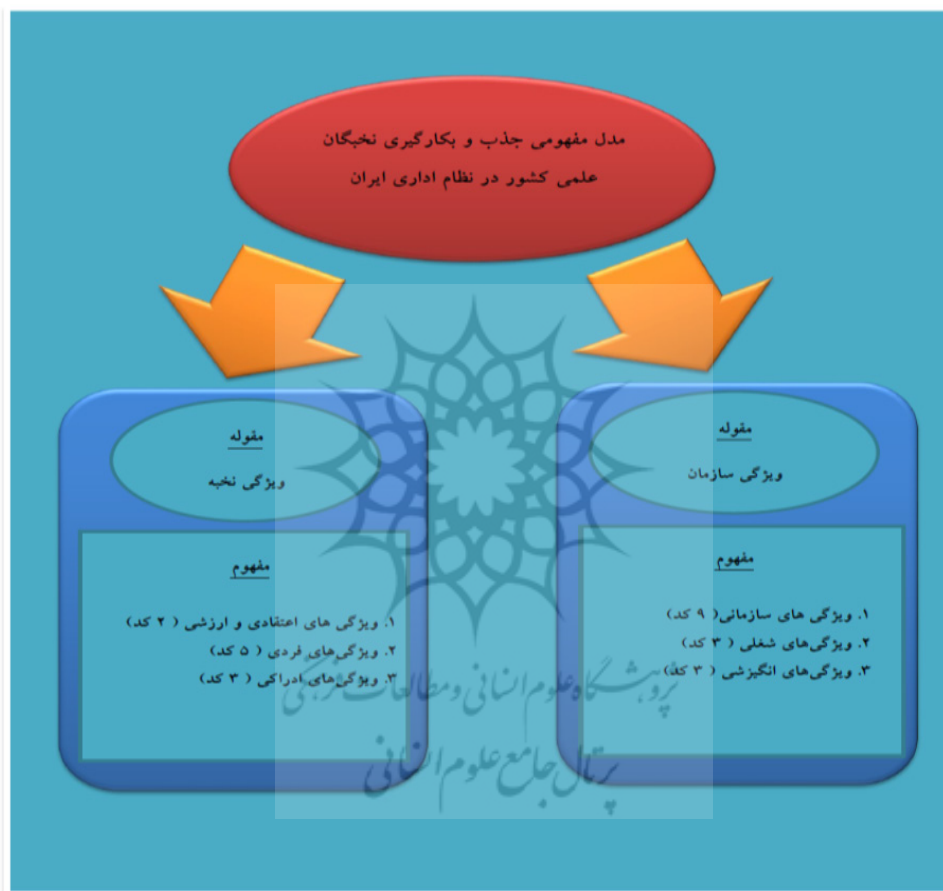 مدل مفهومی جذب و بکارگیری نخبگان
علمی کشور در نظام اداری ایران
مقوله
ویژگی سازمان
مفهوم
۱. ویژگی های سازمانی( ۹ کد)
۲. ویژگی‌های شغلی ( ۳ کد)
۳. ویژگی‌های انگیزشی ( ۳ کد)
مقوله
ویژگی نخبه
مفهوم
۱. ویژگی های اعتقادی و ارزشی ( ۲ کد)
۲. ویژگی‌های فردی ( ۵ کد)
۳. ویژگی‌های ادراکی ( ۳ کد)
پژوهشگاه علوم انسانی و مطالعات فرهنگی
پرتال جامع علوم انسانی